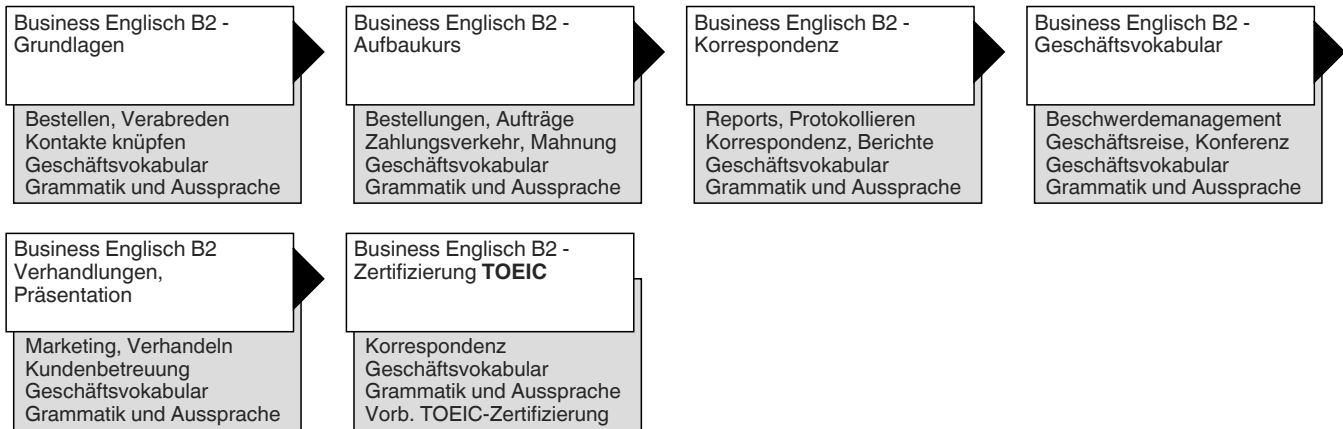 Business Englisch B2 -
Grundlagen
Bestellen, Verabreden
Kontakte knüpfen
Geschäftsvokabular
Grammatik und Aussprache
Business Englisch B2 -
Aufbaukurs
Bestellungen, Aufträge
Zahlungsverkehr, Mahnung
Geschäftsvokabular
Grammatik und Aussprache
Business Englisch B2 -
Korrespondenz
Reports, Protokollieren
Korrespondenz, Berichte
Geschäftsvokabular
Grammatik und Aussprache
Business Englisch B2 -
Geschäftsvokabular
Beschwerdemanagement
Geschäftsreise, Konferenz
Geschäftsvokabular
Grammatik und Aussprache
Business Englisch B2
Verhandlungen,
Präsentation
Marketing, Verhandeln
Kundenbetreuung
Geschäftsvokabular
Grammatik und Aussprache
Business Englisch B2 -
Zertifizierung TOEIC
Korrespondenz
Geschäftsvokabular
Grammatik und Aussprache
Vorb. TOEIC-Zertifizierung